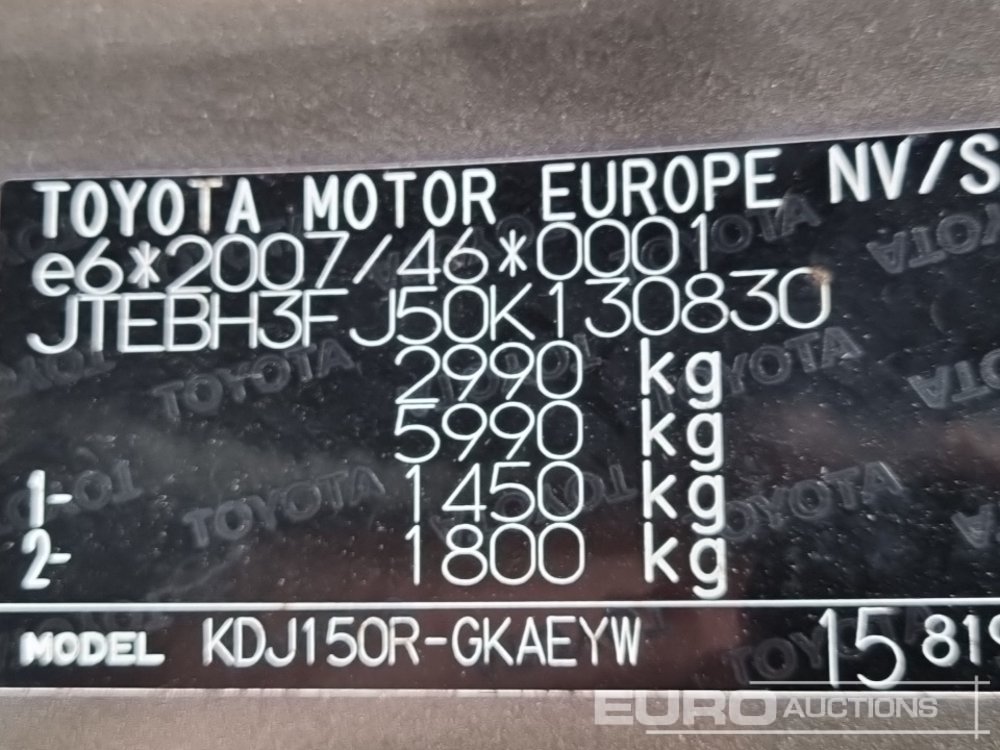 TOYOTA MOTOR EUROPE NV/S
e6*2007/46*0001
JTEBH3FJ50K130830
2990 kg
5990 kg
1- 1450 kg
2- 1800 kg
MODEL KDJ150R-GKAEYW 15 819
EURO AUCTIONS